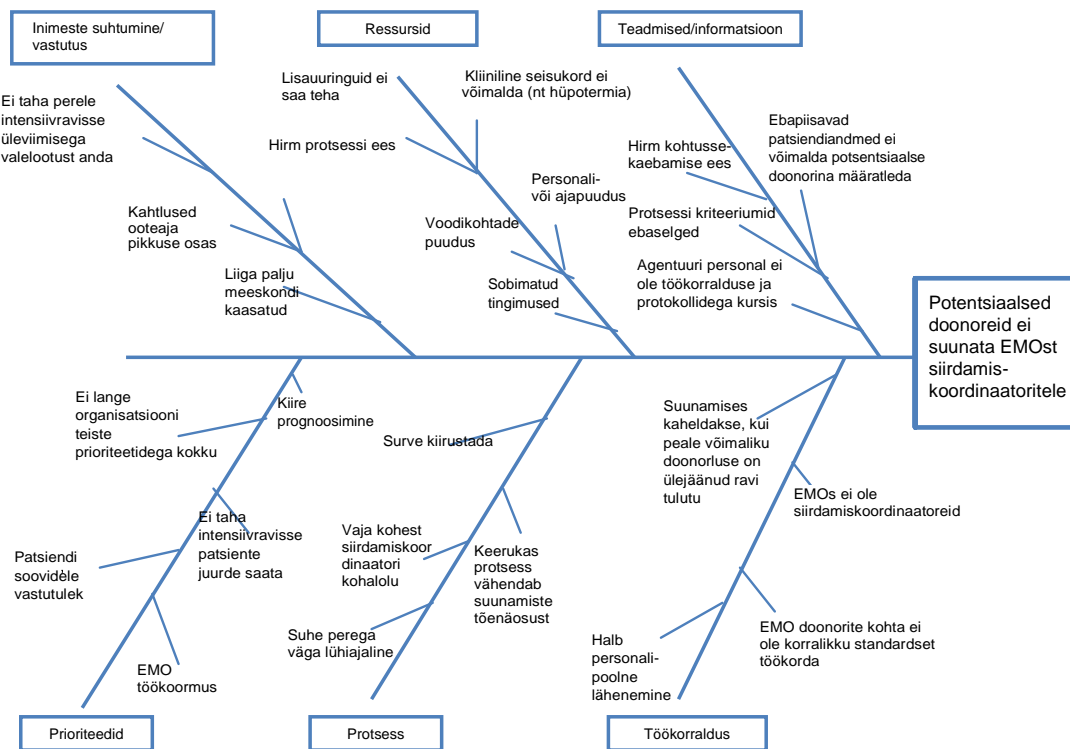 Inimeste suhtumine/
vastutus
Ressursid
Teadmised/informatsioon
Ei taha perele
intensiivravisse
üleviimisega
valelootust anda
Kahtlused
ooteaja
pikkuse osas
Liiga palju
meeskondi
kaasatud
Lisauuringuid ei
saa teha
Hirm protsessi ees
Kliiniline seisukord ei
võimalda (nt hüpotermia)
Personali-
või ajapuudus
Voodikohtade
puudus
Sobimatud
tingimused
Hirm kohtusse-
kaebamise ees
Ebapiisavad
patsiendiandmed ei
võimalda potsentsiaalse
doonorina määratleda
Protsessi kriteeriumid
ebaselged
Agentuuri personal ei
ole töökorralduse ja
protokollidega kursis
Potentsiaalsed
doonoreid ei
suunata EMOst
siirdamis-
koordinaatoritele
Ei lange
organisatsiooni
teiste
prioriteetidega kokku
Kiire
prognoosimine
Ei taha
intensiivravisse
patsiente
juurde saata
Patsiendi
soovidèle
vastutulek
EMO
töökoormus
Surve kiirustada
Vaja kohest
siirdamiskoor
dinaatori
kohalolu
Keerukas
protsess
vähendab
suunamiste
tõenäosust
Suhe perega
väga lühiajaline
Suunamises
kaheldakse, kui
peale võimaliku
doonorluse on
ülejäänud ravi
tulutu
EMOs ei ole
siirdamiskoordinaatoreid
Halb
personali-
poolne
lähenemine
EMO doonorite kohta ei
ole korralikku standardset
töökorda
Prioriteedid
Protsess
Töökorraldus